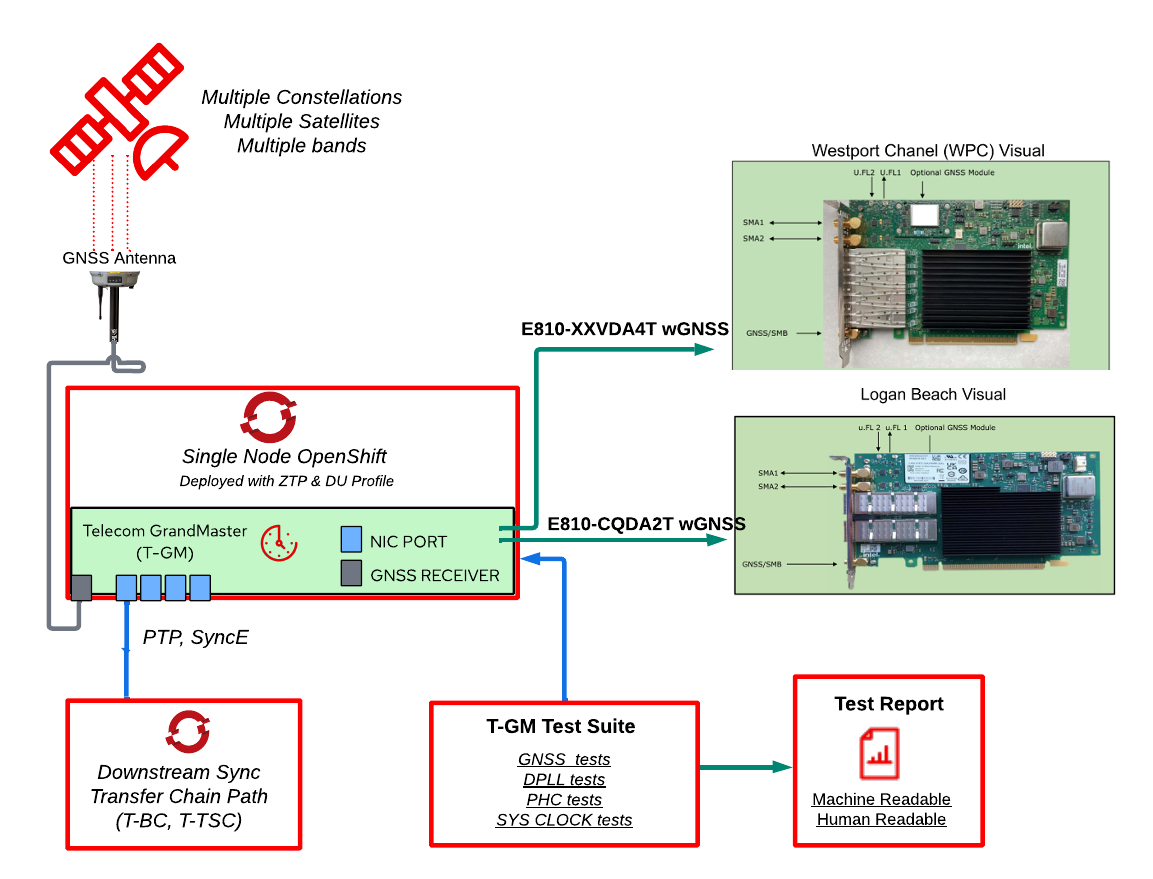 Multiple Constellations
Multiple Satellites
Multiple bands
GNSS Antenna
Westport Chanel (WPC) Visual
U.FL2 U.FL1 Optional GNSS Module
SMA1
SMA2
intel
GNSS/SMB
E810-XXVDA4T wGNSS
Logan Beach Visual
u.FL 2 u.FL 1 Optional GNSS Module
SMA1
SMA2
intel
GNSS/SMB
E810-CQDA2T wGNSS
Single Node OpenShift
Deployed with ZTP & DU Profile
Telecom GrandMaster
(T-GM)
NIC PORT
GNSS RECEIVER
PTP, SyncE
Downstream Sync
Transfer Chain Path
(T-BC, T-TSC)
T-GM Test Suite
GNSS tests
DPLL tests
PHC tests
SYS CLOCK tests
Test Report
Machine Readable
Human Readable